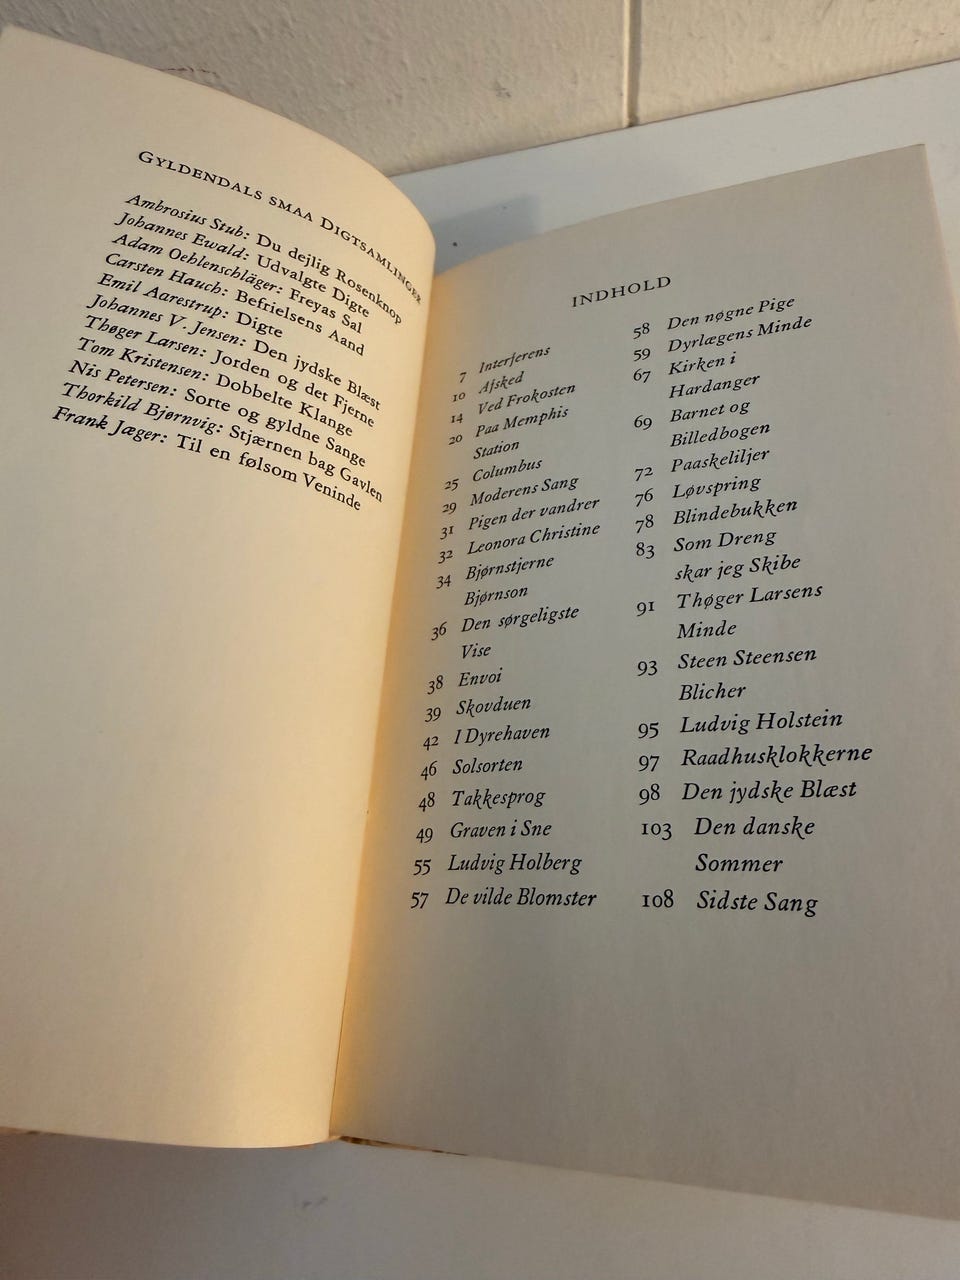 GYLDENDALS SMAA DIGTSAMLINGER
Ambrosius Stub: Du dejlig Rosenknop
Johannes Ewald: Udvalgte Digte
Adam Oehlenschläger: Freyas Sal
Carsten Hauch: Befrielsens Aand
Emil Aarestrup: Digte
Johannes V. Jensen: Den jydske Blæst
Thøger Larsen: Jorden og det Fjerne
Tom Kristensen: Dobbelte Klange
Nis Petersen: Sorte og gyldne Sange
Thorkild Bjørnvig: Stjærnen bag Gavlen
Frank Jæger: Til en følsom Veninde
INDHOLD
7 Interferens
10 Afsked
14 Ved Frokosten
20 Paa Memphis
Station
25 Columbus
29 Moderens Sang
31 Pigen der vandrer
32 Leonora Christine
34 Bjørnstjerne
Bjørnson
36 Den sørgeligste
Vise
38 Envoi
39 Skovduen
42 I Dyrehaven
46 Solsorten
48 Takkesprog
49 Graven i Sne
55 Ludvig Holberg
57 De vilde Blomster
58 Den nøgne Pige
59 Dyrlægens Minde
67 Kirken i
Hardanger
69 Barnet og
Billedbogen
72 Paaskeliljer
76 Løvspring
78 Blindebukken
83 Som Dreng
skar jeg Skibe
91 Thøger Larsens
Minde
93 Steen Steensen
Blicher
95 Ludvig Holstein
97 Raadhusklokkerne
98 Den jydske Blæst
103 Den danske
Sommer
108 Sidste Sang